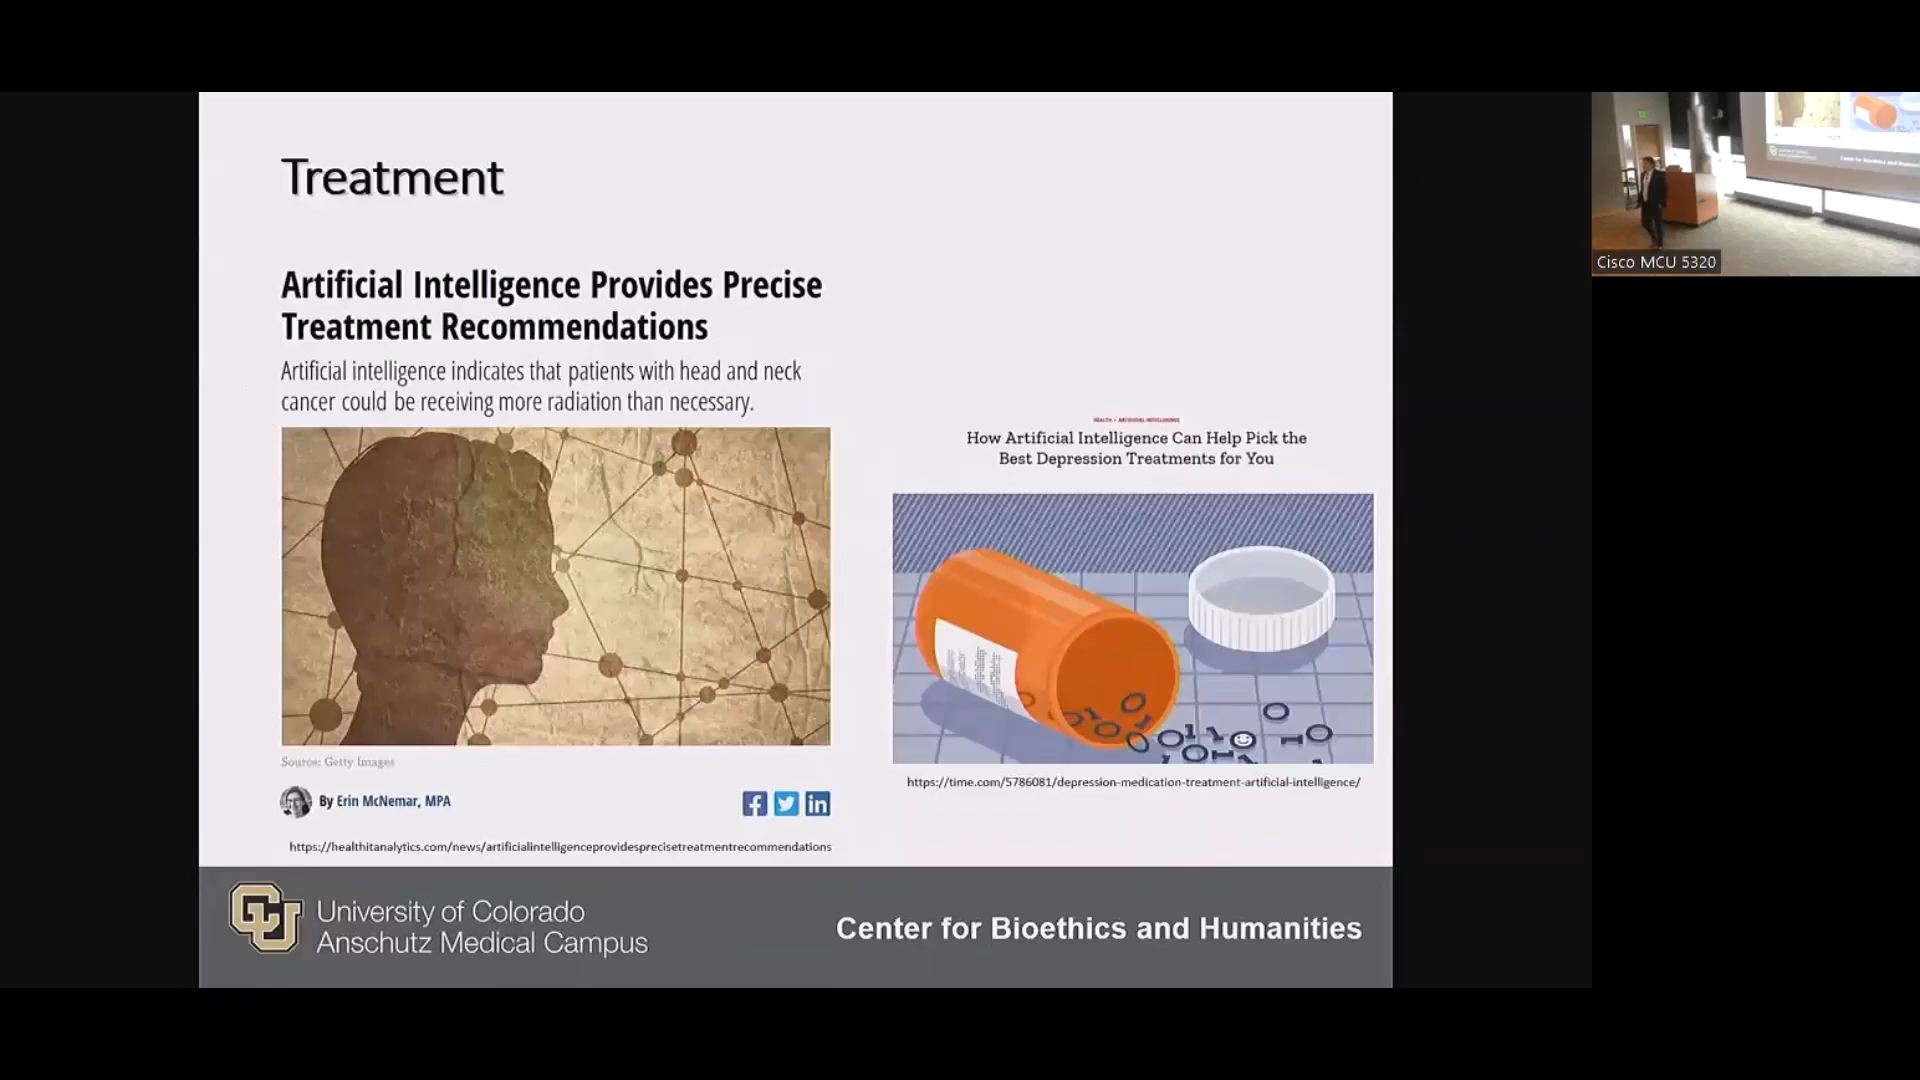 Treatment
Artificial Intelligence Provides Precise
Treatment Recommendations
Artificial intelligence indicates that patients with head and neck
cancer could be receiving more radiation than necessary.
Source: Getty Images
By Erin McNemar, MPA
https://healthitanalytics.com/news/artificialintelligenceprovidesprecisetreatmentrecommendations
HEALTH • ARTIFICIAL INTELLIGENCE
How Artificial Intelligence Can Help Pick the
Best Depression Treatments for You
https://time.com/5786081/depression-medication-treatment-artificial-intelligence/
University of Colorado
Anschutz Medical Campus
Center for Bioethics and Humanities
Cisco MCU 5320